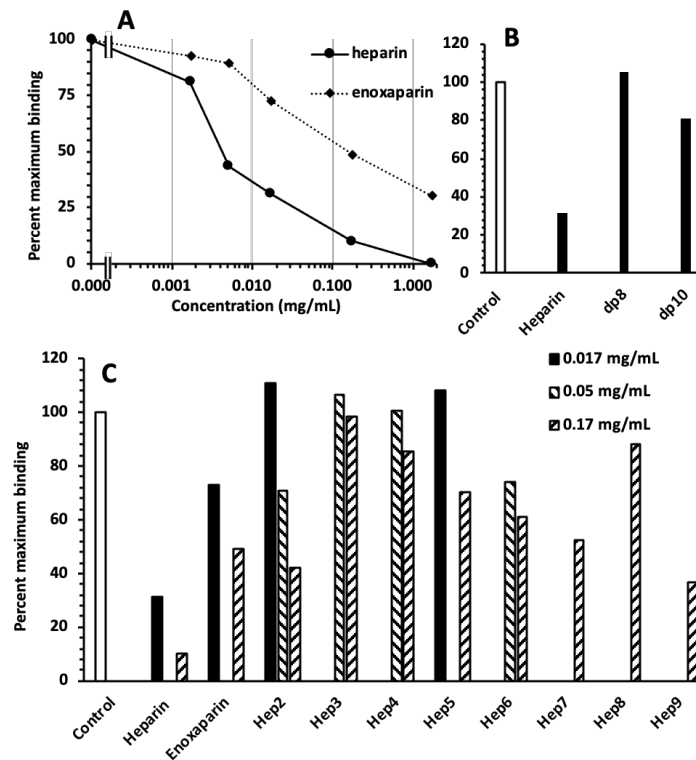 A
Percent maximum binding
100
75
50
25
0
heparin
enoxaparin
0.000
0.001
0.010
0.100
1.000
Concentration (mg/mL)
B
120
100
80
60
40
20
0
Control
Heparin
dp8
dp10
C
Percent maximum binding
120
100
80
60
40
20
0
0.017 mg/mL
0.05 mg/mL
0.17 mg/mL
Control
Heparin
Enoxaparin
Hep2
Hep3
Hep4
Hep5
Hep6
Hep7
Hep8
Hep9